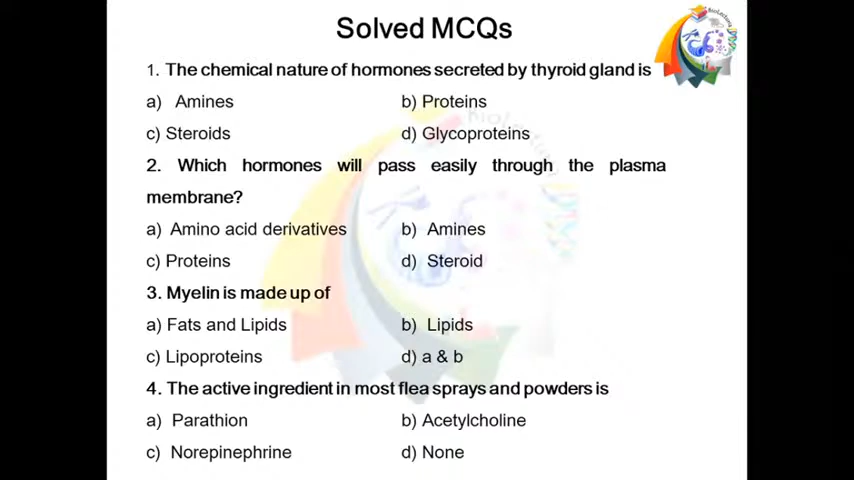 Solved MCQs
1. The chemical nature of hormones secreted by thyroid gland is
a) Amines b) Proteins
c) Steroids d) Glycoproteins
2. Which hormones will pass easily through the plasma
membrane?
a) Amino acid derivatives b) Amines
c) Proteins d) Steroid
3. Myelin is made up of
a) Fats and Lipids b) Lipids
c) Lipoproteins d) a & b
4. The active ingredient in most flea sprays and powders is
a) Parathion b) Acetylcholine
c) Norepinephrine d) None